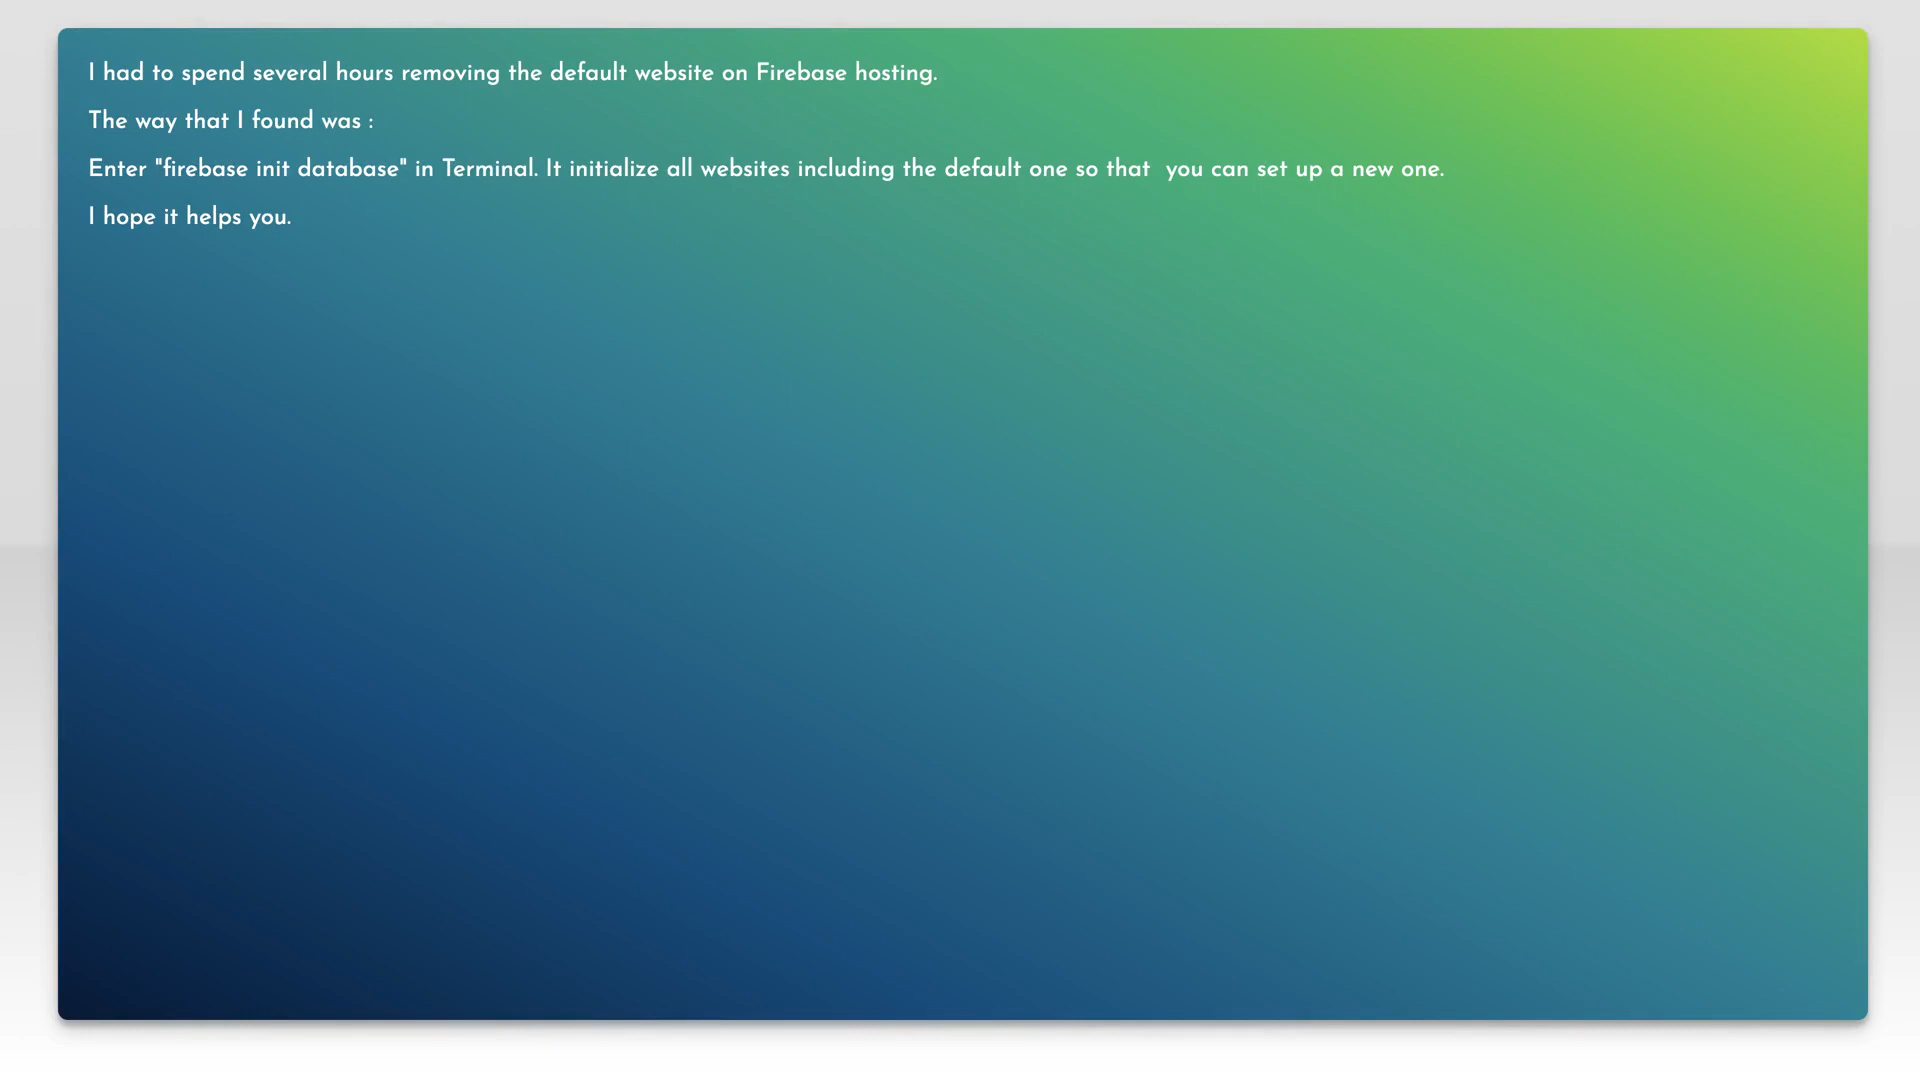 I had to spend several hours removing the default website on Firebase hosting.
The way that I found was :
Enter "firebase init database" in Terminal. It initialize all websites including the default one so that  you can set up a new one.
I hope it helps you.